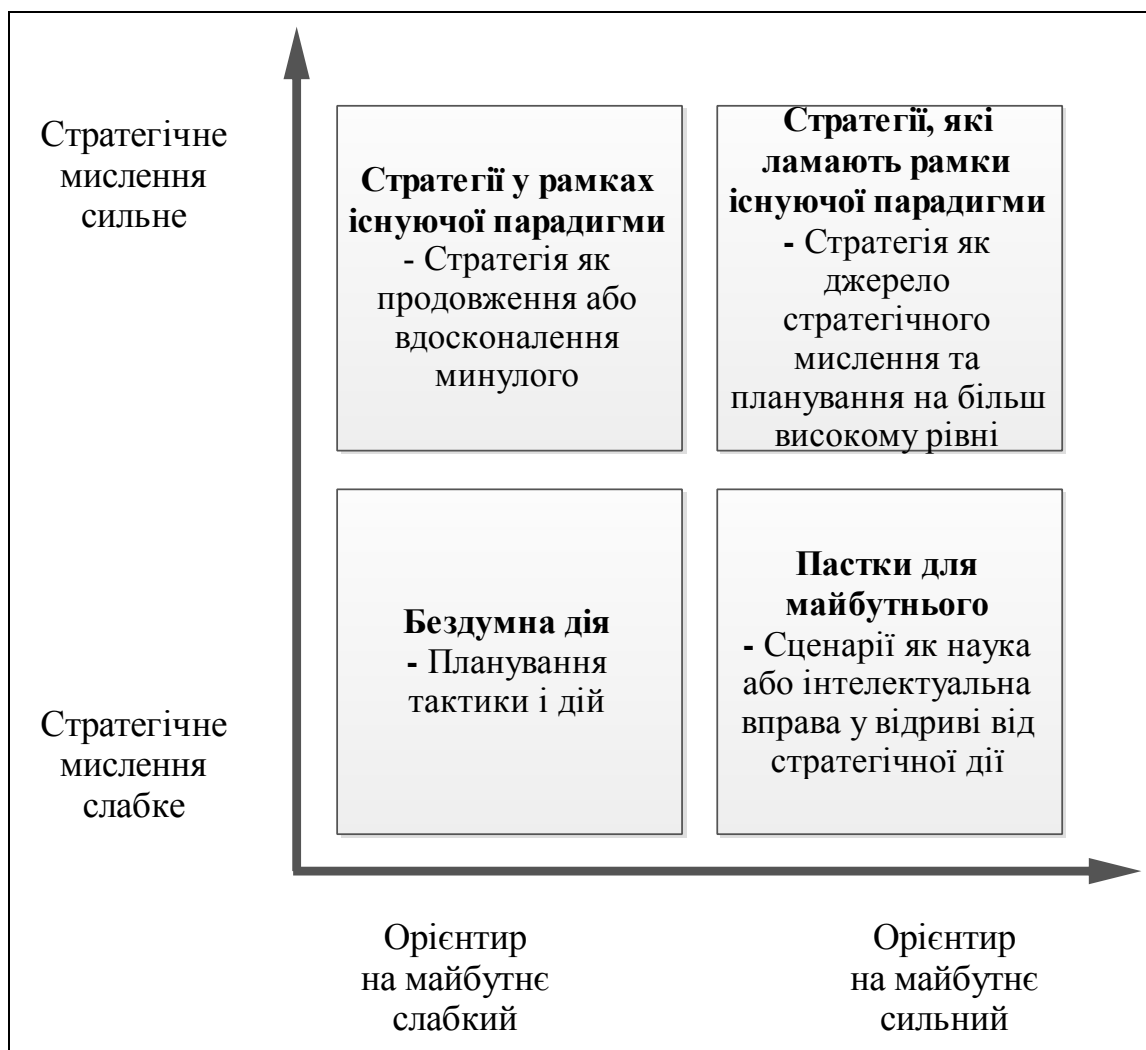 Стратегічне
мислення
сильне
Стратегії у рамках
існуючої парадигми
- Стратегія як
продовження або
вдосконалення
минулого
Стратегії, які
ламають рамки
існуючої парадигми
- Стратегія як
джерело
стратегічного
мислення та
планування на більш
високому рівні
Стратегічне
мислення
слабке
Бездумна дія
- Планування
тактики і дій
Пастки для
майбутнього
- Сценарії як наука
або інтелектуальна
вправа у відриві від
стратегічної дії
Орієнтир
на майбутнє
слабкий
Орієнтир
на майбутнє
сильний